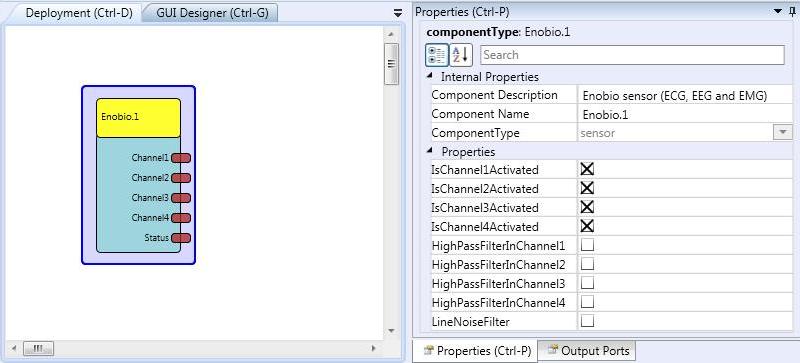 Deployment (Ctrl-D)
GUI Designer (Ctrl-G)
Enobio.1
Channel1
Channel2
Channel3
Channel4
Status
Properties (Ctrl-P)
componentType: Enobio.1
A
Z
Search
Internal Properties
Component Description Enobio sensor (ECG, EEG and EMG)
Component Name Enobio.1
ComponentType sensor
Properties
IsChannel1Activated
IsChannel2Activated
IsChannel3Activated
IsChannel4Activated
HighPassFilterInChannel1
HighPassFilterInChannel2
HighPassFilterInChannel3
HighPassFilterInChannel4
LineNoiseFilter
Properties (Ctrl-P)
Output Ports